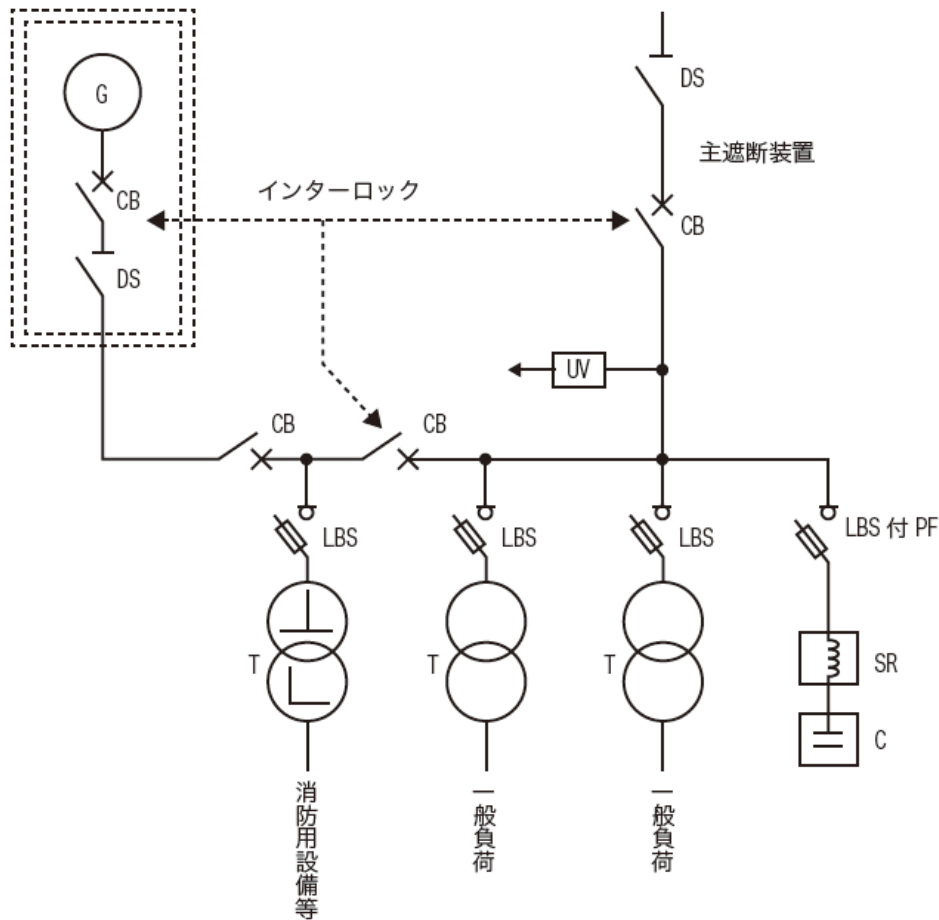 G
CB
DS
インターロック
DS
主遮断装置
CB
UV
CB
CB
LBS
LBS
LBS
LBS 付 PF
T
T
T
SR
C
消防用設備等
一般負荷
一般負荷